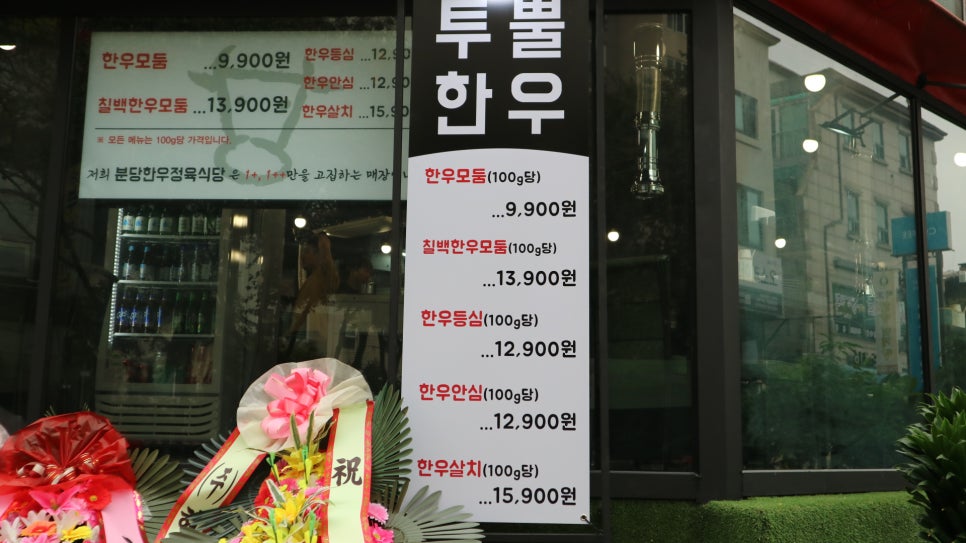 한우모둠 ...9,900원
칠백한우모둠 ...13,900원
한우등심 ...12,90
한우안심 ...12,90
한우살치 ...15,90
※ 모든 메뉴는 100g당 가격입니다.
저희 분당한우정육식당 은 1+, 1++만을 고집하는
투뿔
한우
한우모둠(100g당)
...9,900원
칠백한우모둠(100g당)
...13,900원
한우등심(100g당)
...12,900원
한우안심(100g당)
...12,900원
한우살치(100g당)
...15,900원
祝
(주)